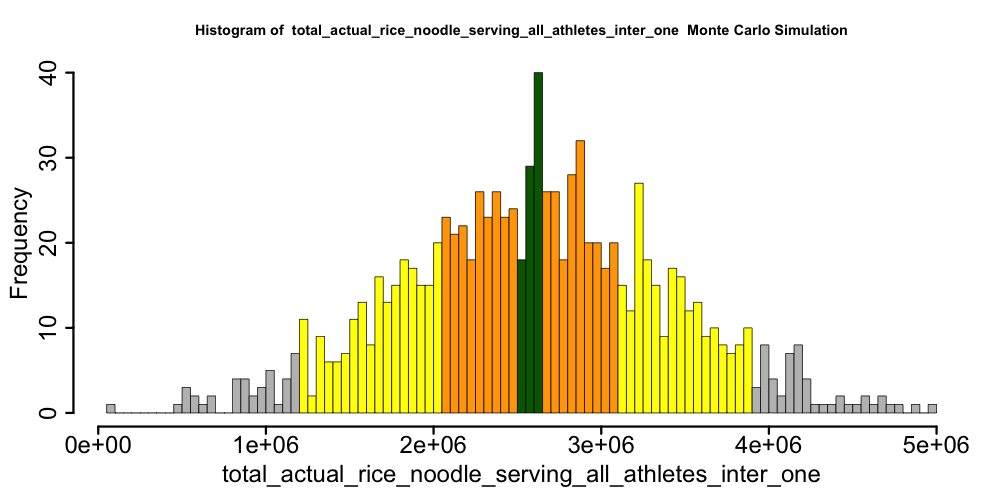 Histogram of  total_actual_rice_noodle_serving_all_athletes_inter_one  Monte Carlo Simulation
Frequency
40
30
20
10
0
0e+00 1e+06 2e+06 3e+06 4e+06 5e+06
total_actual_rice_noodle_serving_all_athletes_inter_one